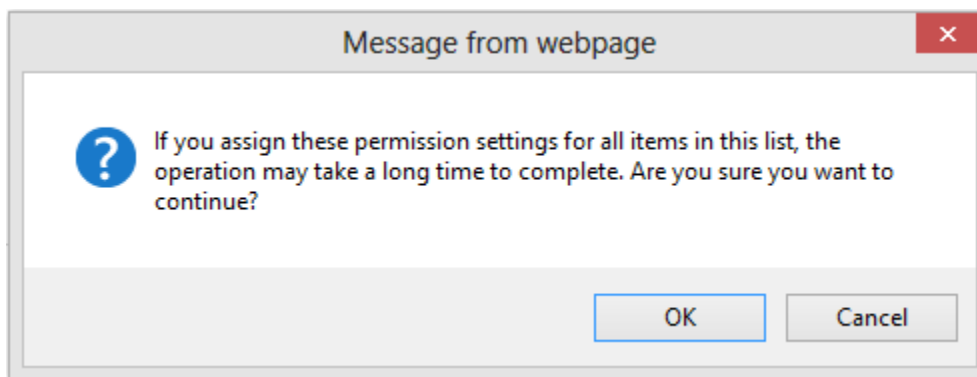 Message from webpage
If you assign these permission settings for all items in this list, the
operation may take a long time to complete. Are you sure you want to
continue?
OK
Cancel